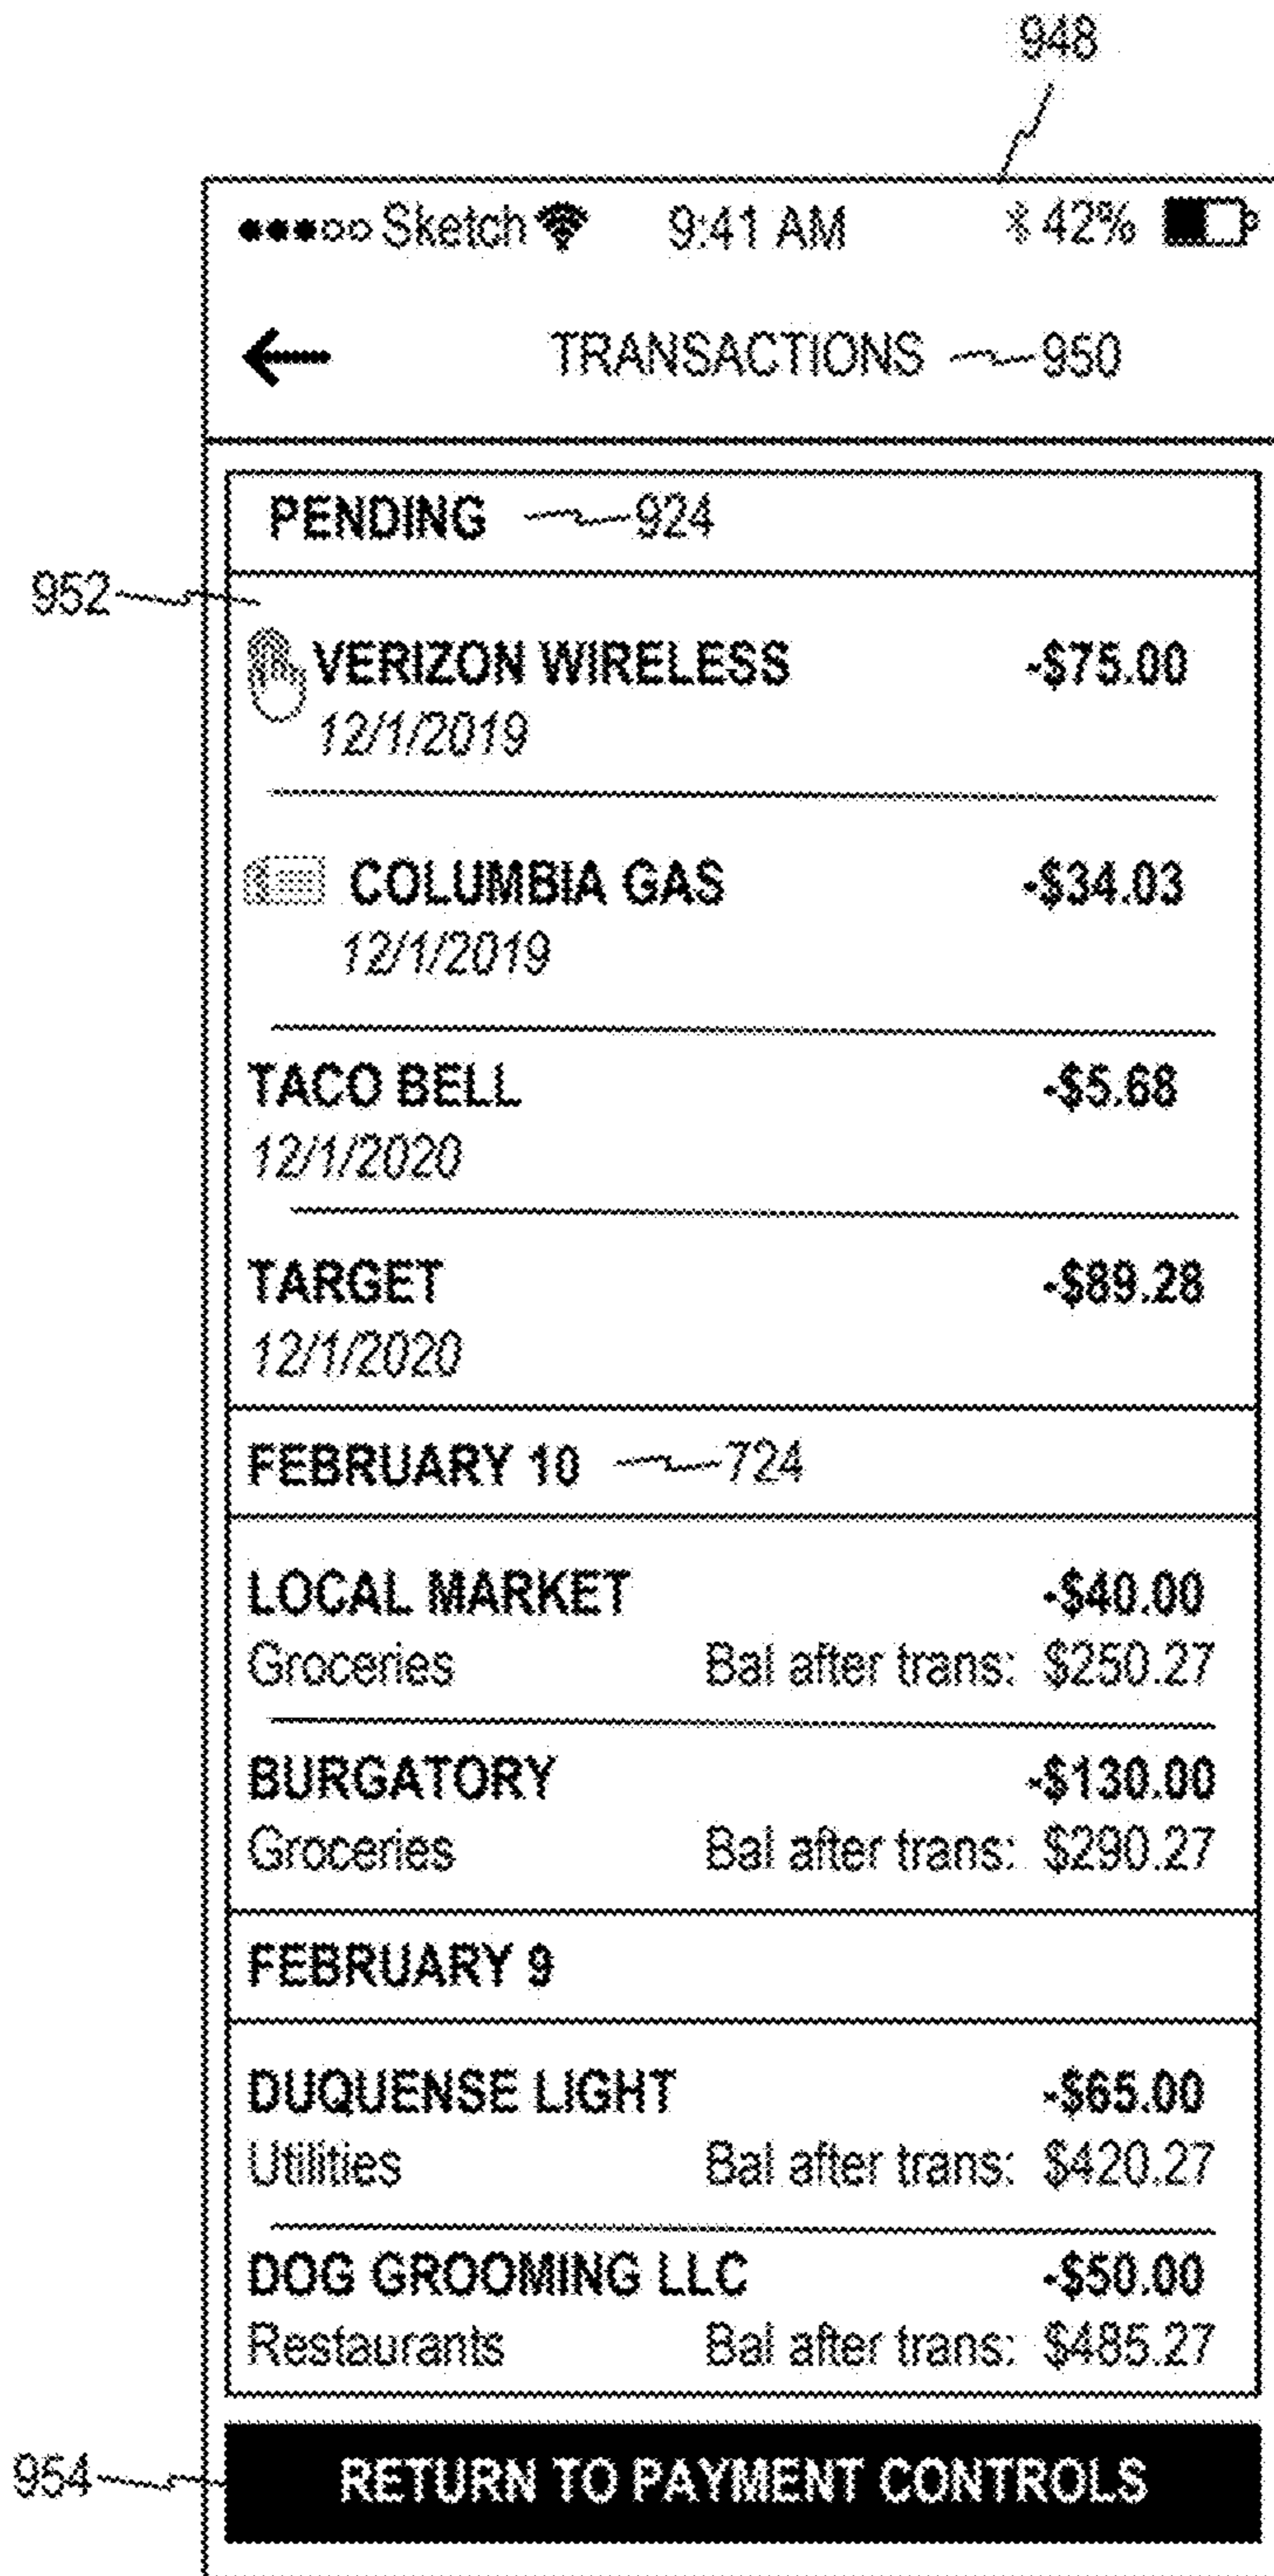 948
Sketch 9:41 AM 42%
TRANSACTIONS 950
PENDING 924
952
VERIZON WIRELESS -$75.00
12/1/2019
COLUMBIA GAS -$34.03
12/1/2019
TACO BELL -$5.68
12/1/2020
TARGET -$89.28
12/1/2020
FEBRUARY 10 724
LOCAL MARKET -$40.00
Groceries Bal after trans: $250.27
BURGATORY -$130.00
Groceries Bal after trans: $290.27
FEBRUARY 9
DUQUENSE LIGHT -$65.00
Utilities Bal after trans: $420.27
DOG GROOMING LLC -$50.00
Restaurants Bal after trans: $485.27
954 RETURN TO PAYMENT CONTROLS